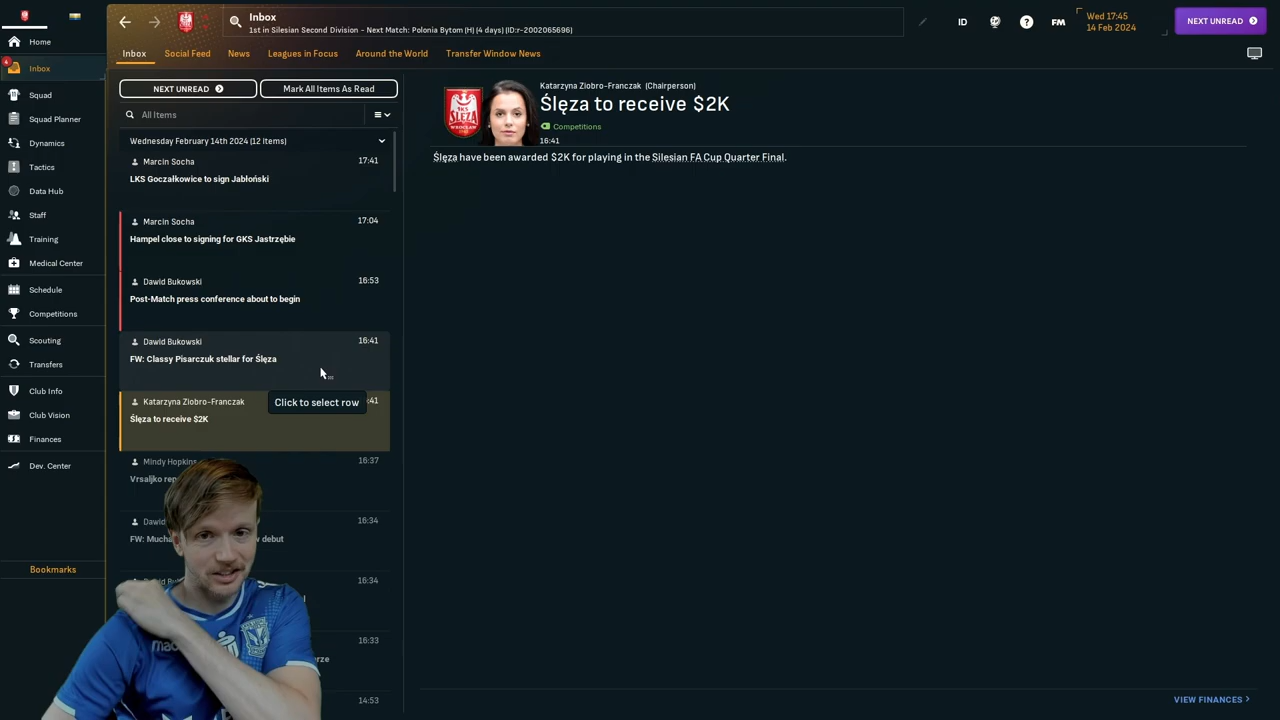 Inbox
1st in Silesian Second Division - Next Match: Polonia Bytom (H) (4 days) (ID:r-2002065696)
ID
FM
Wed 17:45
14 Feb 2024
NEXT UNREAD
Home
4
Inbox
Squad
Squad Planner
Dynamics
Tactics
Data Hub
Staff
Training
Medical Center
Schedule
Competitions
Scouting
Transfers
Club Info
Club Vision
Finances
Dev. Center
Bookmarks
Inbox
Social Feed
News
Leagues in Focus
Around the World
Transfer Window News
NEXT UNREAD
Mark All Items As Read
All Items
Wednesday February 14th 2024 (12 items)
Marcin Socha 17:41
LKS Goczałkowice to sign Jabłoński
Marcin Socha 17:04
Hampel close to signing for GKS Jastrzębie
Dawid Bukowski 16:53
Post-Match press conference about to begin
Dawid Bukowski 16:41
FW: Classy Pisarczuk stellar for Ślęza
Click to select row
Katarzyna Ziobro-Franczak :41
Ślęza to receive $2K
Mindy Hopkins 16:37
Vrsaljko
Dawid 16:34
FW: debut
16:34
16:33
14:53
Katarzyna Ziobro-Franczak (Chairperson)
Ślęza to receive $2K
Competitions
16:41
Ślęza have been awarded $2K for playing in the Silesian FA Cup Quarter Final.
VIEW FINANCES